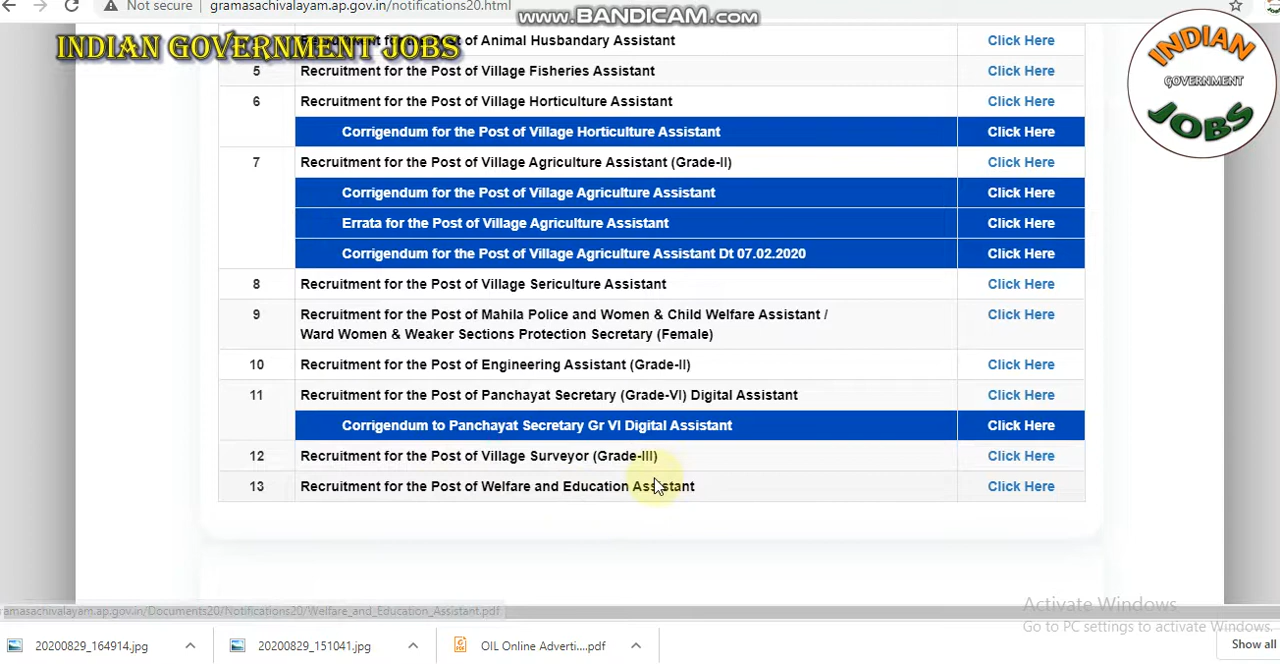 Not secure gramasachivalayam.ap.gov.in/notifications20.html
www.BANDICAM.com
INDIAN GOVERNMENT JOBS
INDIAN
GOVERNMENT
JOBS
of Animal Husbandary Assistant Click Here
5 Recruitment for the Post of Village Fisheries Assistant Click Here
6 Recruitment for the Post of Village Horticulture Assistant Click Here
Corrigendum for the Post of Village Horticulture Assistant Click Here
7 Recruitment for the Post of Village Agriculture Assistant (Grade-II) Click Here
Corrigendum for the Post of Village Agriculture Assistant Click Here
Errata for the Post of Village Agriculture Assistant Click Here
Corrigendum for the Post of Village Agriculture Assistant Dt 07.02.2020 Click Here
8 Recruitment for the Post of Village Sericulture Assistant Click Here
9 Recruitment for the Post of Mahila Police and Women & Child Welfare Assistant / Click Here
Ward Women & Weaker Sections Protection Secretary (Female)
10 Recruitment for the Post of Engineering Assistant (Grade-II) Click Here
11 Recruitment for the Post of Panchayat Secretary (Grade-VI) Digital Assistant Click Here
Corrigendum to Panchayat Secretary Gr VI Digital Assistant Click Here
12 Recruitment for the Post of Village Surveyor (Grade-III) Click Here
13 Recruitment for the Post of Welfare and Education Assistant Click Here
gramasachivalayam.ap.gov.in/Documents20/Notifications20/Welfare_and_Education_Assistant.pdf
Activate Windows
Go to PC settings to activate Windows.
20200829_164914.jpg 20200829_151041.jpg OIL Online Adverti....pdf Show all